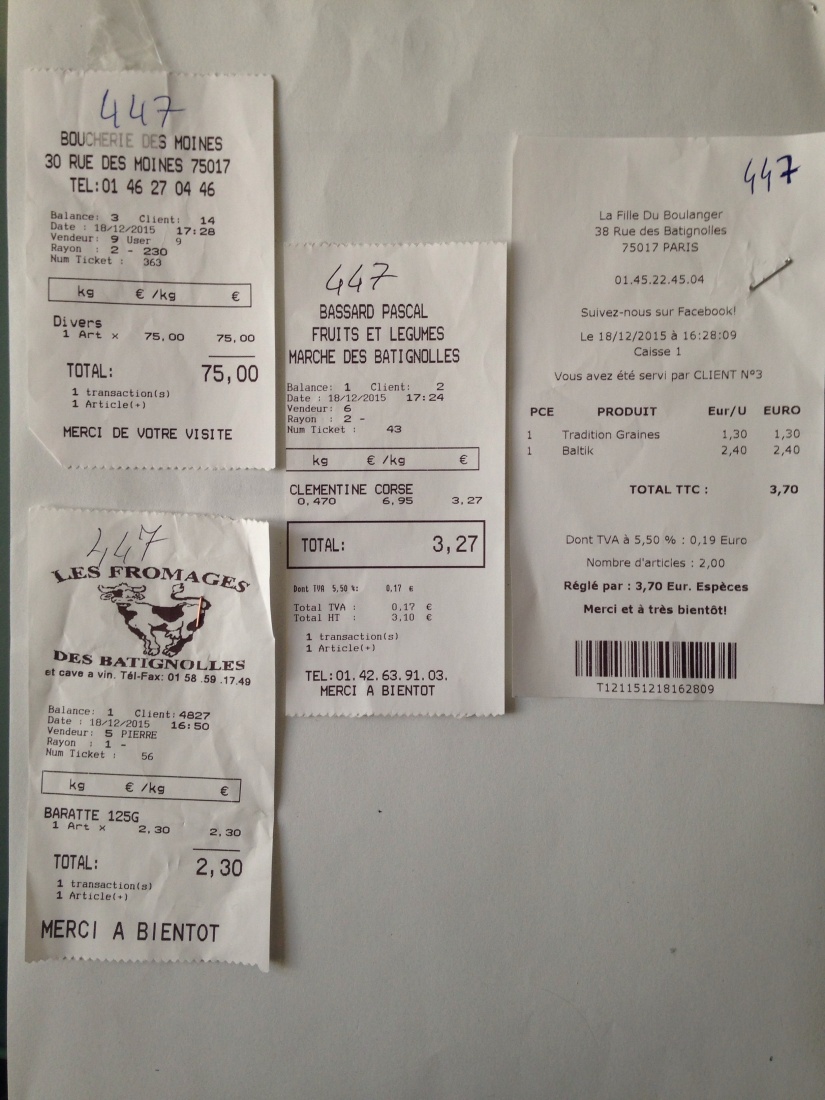 447
BOUCHERIE DES MOINES
30 RUE DES MOINES 75017
TEL:01 46 27 04 46
Balance: 3 Client: 14
Date : 18/12/2015 17:28
Vendeur: 9 User 9
Rayon : 2 - 230
Num Ticket : 363
kg € /kg €
Divers
1 Art x 75,00 75,00
TOTAL: 75,00
1 transaction(s)
1 Article(+)
MERCI DE VOTRE VISITE
447
LES FROMAGES
DES BATIGNOLLES
et cave a vin. Tél-Fax: 01 58 .59 .17.49
Balance: 1 Client:4827
Date : 18/12/2015 16:50
Vendeur: 5 PIERRE
Rayon : 1 -
Num Ticket : 56
kg € /kg €
BARATTE 125G
1 Art x 2,30 2,30
TOTAL: 2,30
1 transaction(s)
1 Article(+)
MERCI A BIENTOT
447
BASSARD PASCAL
FRUITS ET LEGUMES
MARCHE DES BATIGNOLLES
Balance: 1 Client: 2
Date : 18/12/2015 17:24
Vendeur: 6
Rayon : 2 -
Num Ticket : 43
kg € /kg €
CLEMENTINE CORSE
0,470 6,95 3,27
TOTAL: 3,27
Dont TVA 5,50 %: 0,17 €
Total TVA : 0,17 €
Total HT : 3,10 €
1 transaction(s)
1 Article(+)
TEL:01.42.63.91.03.
MERCI A BIENTOT
447
La Fille Du Boulanger
38 Rue des Batignolles
75017 PARIS
01.45.22.45.04
Suivez-nous sur Facebook!
Le 18/12/2015 à 16:28:09
Caisse 1
Vous avez été servi par CLIENT N°3
PCE PRODUIT Eur/U EURO
1 Tradition Graines 1,30 1,30
1 Baltik 2,40 2,40
TOTAL TTC : 3,70
Dont TVA à 5,50 % : 0,19 Euro
Nombre d'articles : 2,00
Réglé par : 3,70 Eur. Espèces
Merci et à très bientôt!
T121151218162809